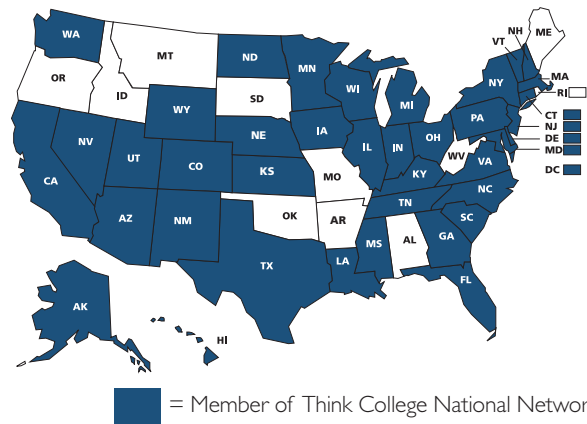 NH
ME
VT
WA
MT
ND
MN
OR
ID
SD
WI
MI
NY
MA
RI
CT
NJ
DE
MD
DC
WY
NE
IA
PA
NV
UT
CO
KS
IL
IN
OH
WV
VA
CA
MO
KY
NC
AZ
NM
OK
AR
TN
SC
TX
LA
MS
AL
GA
FL
AK
HI
= Member of Think College National Networ